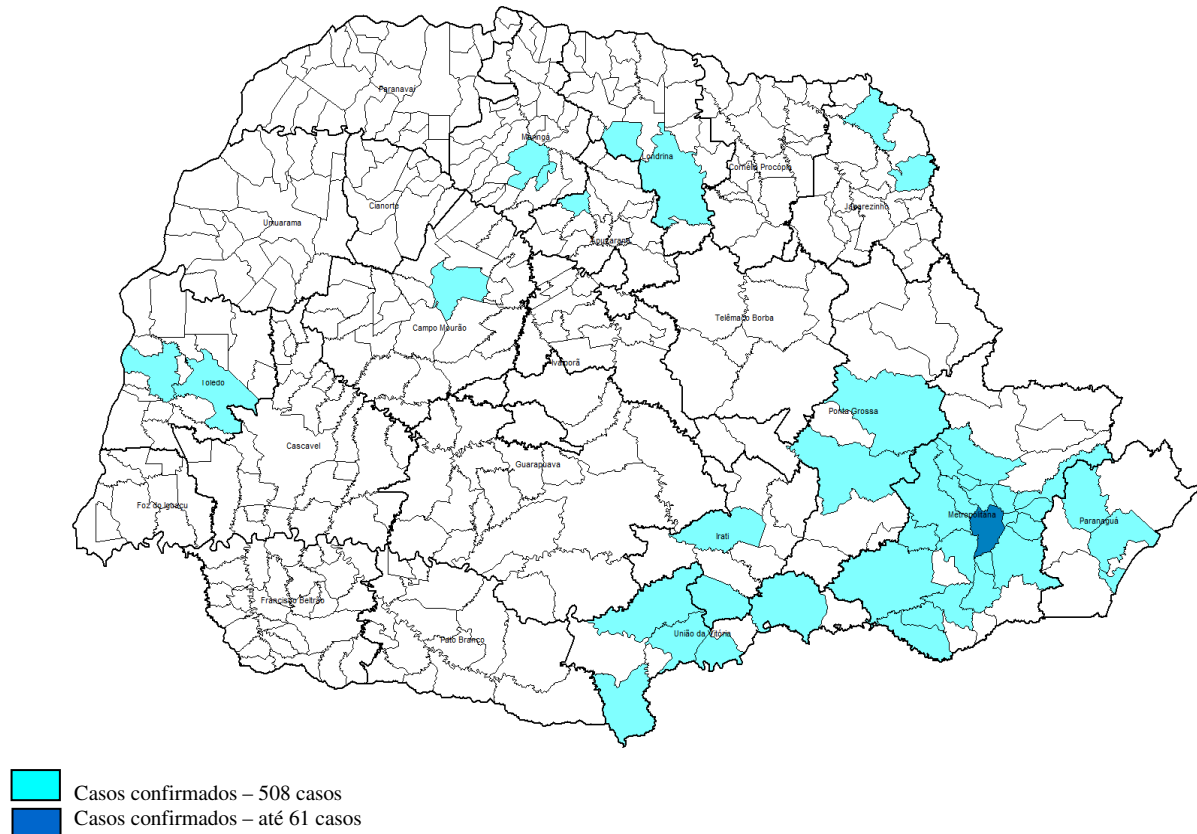 Paranavaí
Maringá
Londrina
Cornélio Procópio
Jacarezinho
Umuarama
Cianorte
Apucarana
Campo Mourão
Telêmaco Borba
Ivaiporã
Toledo
Ponta Grossa
Cascavel
Guarapuava
Foz do Iguaçu
Metropolitana
Paranaguá
Irati
Francisco Beltrão
Pato Branco
União da Vitória
Casos confirmados – 508 casos
Casos confirmados – até 61 casos